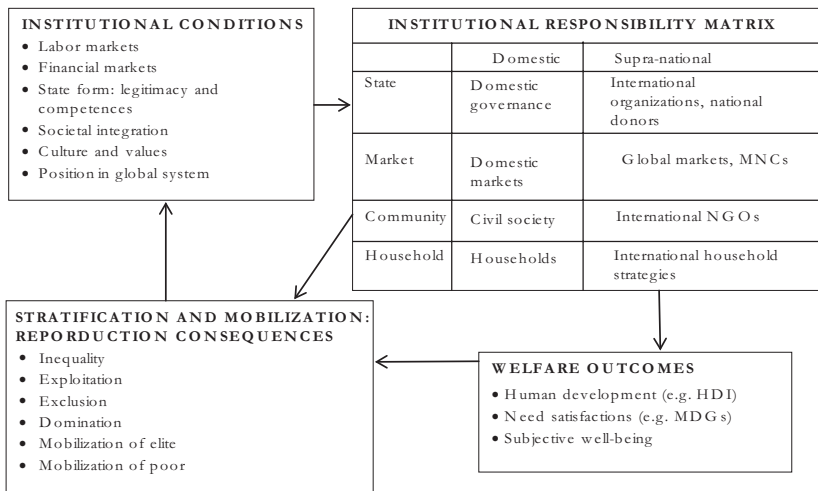 INSTITUTIONAL CONDITIONS
• Labor markets
• Financial markets
• State form: legitimacy and
competences
• Societal integration
• Culture and values
• Position in global system
INSTITUTIONAL RESPONSIBILITY MATRIX
Domestic Supra-national
State Domestic International
governance organizations, national
donors
Market Domestic Global markets, MNCs
markets
Community Civil society International NGOs
Household Households International household
strategies
STRATIFICATION AND MOBILIZATION:
REPORDUCTION CONSEQUENCES
• Inequality
• Exploitation
• Exclusion
• Domination
• Mobilization of elite
• Mobilization of poor
WELFARE OUTCOMES
• Human development (e.g. HDI)
• Need satisfactions (e.g. MDGs)
• Subjective well-being